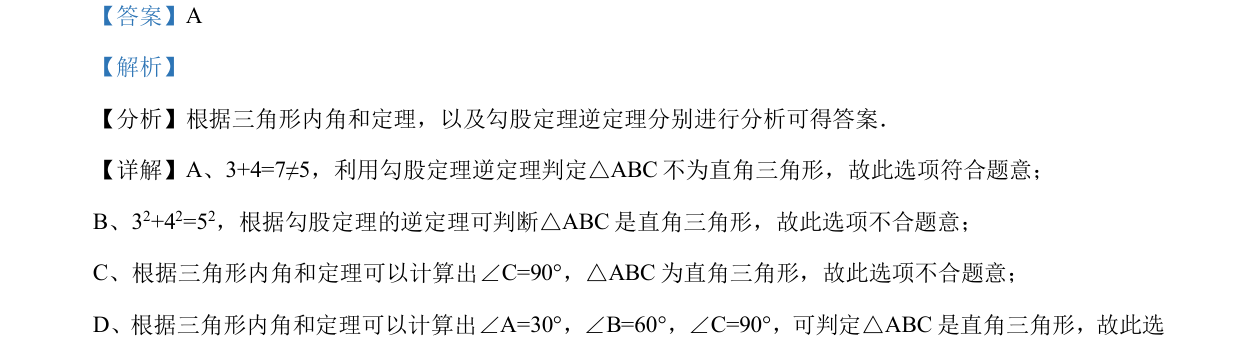 【答案】A
【解析】
【分析】根据三角形内角和定理，以及勾股定理逆定理分别进行分析可得答案．
【详解】A、3+4=7≠5，利用勾股定理逆定理判定△ABC 不为直角三角形，故此选项符合题意；
B、3²+4²=5²，根据勾股定理的逆定理可判断△ABC 是直角三角形，故此选项不合题意；
C、根据三角形内角和定理可以计算出∠C=90°，△ABC 为直角三角形，故此选项不合题意；
D、根据三角形内角和定理可以计算出∠A=30°，∠B=60°，∠C=90°，可判定△ABC 是直角三角形，故此选